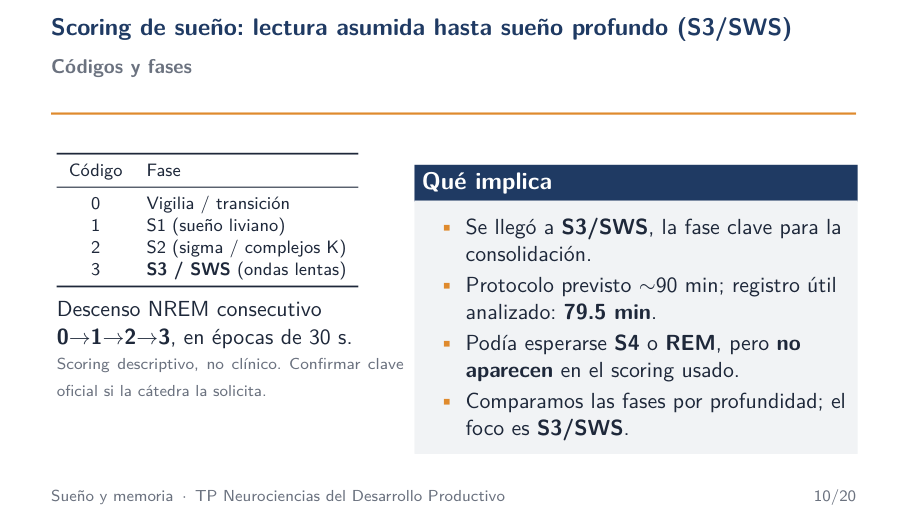 Scoring de sueño: lectura asumida hasta sueño profundo (S3/SWS)
Códigos y fases
Código Fase
0 Vigilia / transición
1 S1 (sueño liviano)
2 S2 (sigma / complejos K)
3 S3 / SWS (ondas lentas)
Descenso NREM consecutivo
0→1→2→3, en épocas de 30 s.
Scoring descriptivo, no clínico. Confirmar clave
oficial si la cátedra la solicita.
Qué implica
▪ Se llegó a S3/SWS, la fase clave para la
consolidación.
▪ Protocolo previsto ∼90 min; registro útil
analizado: 79.5 min.
▪ Podía esperarse S4 o REM, pero no
aparecen en el scoring usado.
▪ Comparamos las fases por profundidad; el
foco es S3/SWS.
Sueño y memoria · TP Neurociencias del Desarrollo Productivo
10/20